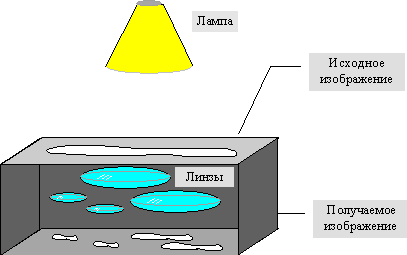 Лампа
Исходное
изображение
Линзы
Получаемое
изображение